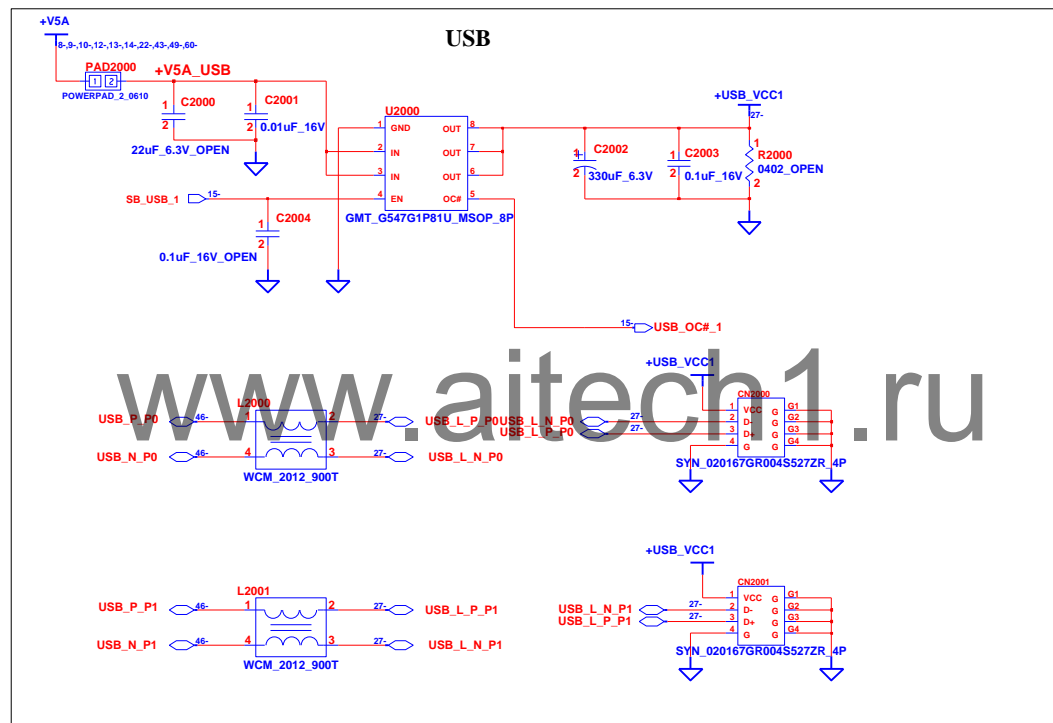 USB
+V5A
8-,9-,10-,12-,13-,14-,22-,43-,49-,60-
PAD2000
1 2
POWERPAD_2_0610
+V5A_USB
1 C2000
2
22uF_6.3V_OPEN
1 C2001
2 0.01uF_16V
U2000
1 GND OUT 8
2 IN OUT 7
3 IN OUT 6
4 EN OC# 5
GMT_G547G1P81U_MSOP_8P
+USB_VCC1
27-
1 C2002
+
2 330uF_6.3V
1 C2003
2 0.1uF_16V
1
R2000
0402_OPEN
2
SB_USB_1 15-
1 C2004
2
0.1uF_16V_OPEN
15- USB_OC#_1
www.aitech1.ru
L2000
USB_P_P0 46- 1 2 27- USB_L_P_P0
USB_N_P0 46- 4 3 27- USB_L_N_P0
WCM_2012_900T
+USB_VCC1
CN2000
1 VCC G G1
USB_L_N_P0 27- 2 D- G G2
USB_L_P_P0 27- 3 D+ G G3
4 G G G4
SYN_020167GR004S527ZR_4P
L2001
USB_P_P1 46- 1 2 27- USB_L_P_P1
USB_N_P1 46- 4 3 27- USB_L_N_P1
WCM_2012_900T
+USB_VCC1
CN2001
1 VCC G G1
USB_L_N_P1 27- 2 D- G G2
USB_L_P_P1 27- 3 D+ G G3
4 G G G4
SYN_020167GR004S527ZR_4P